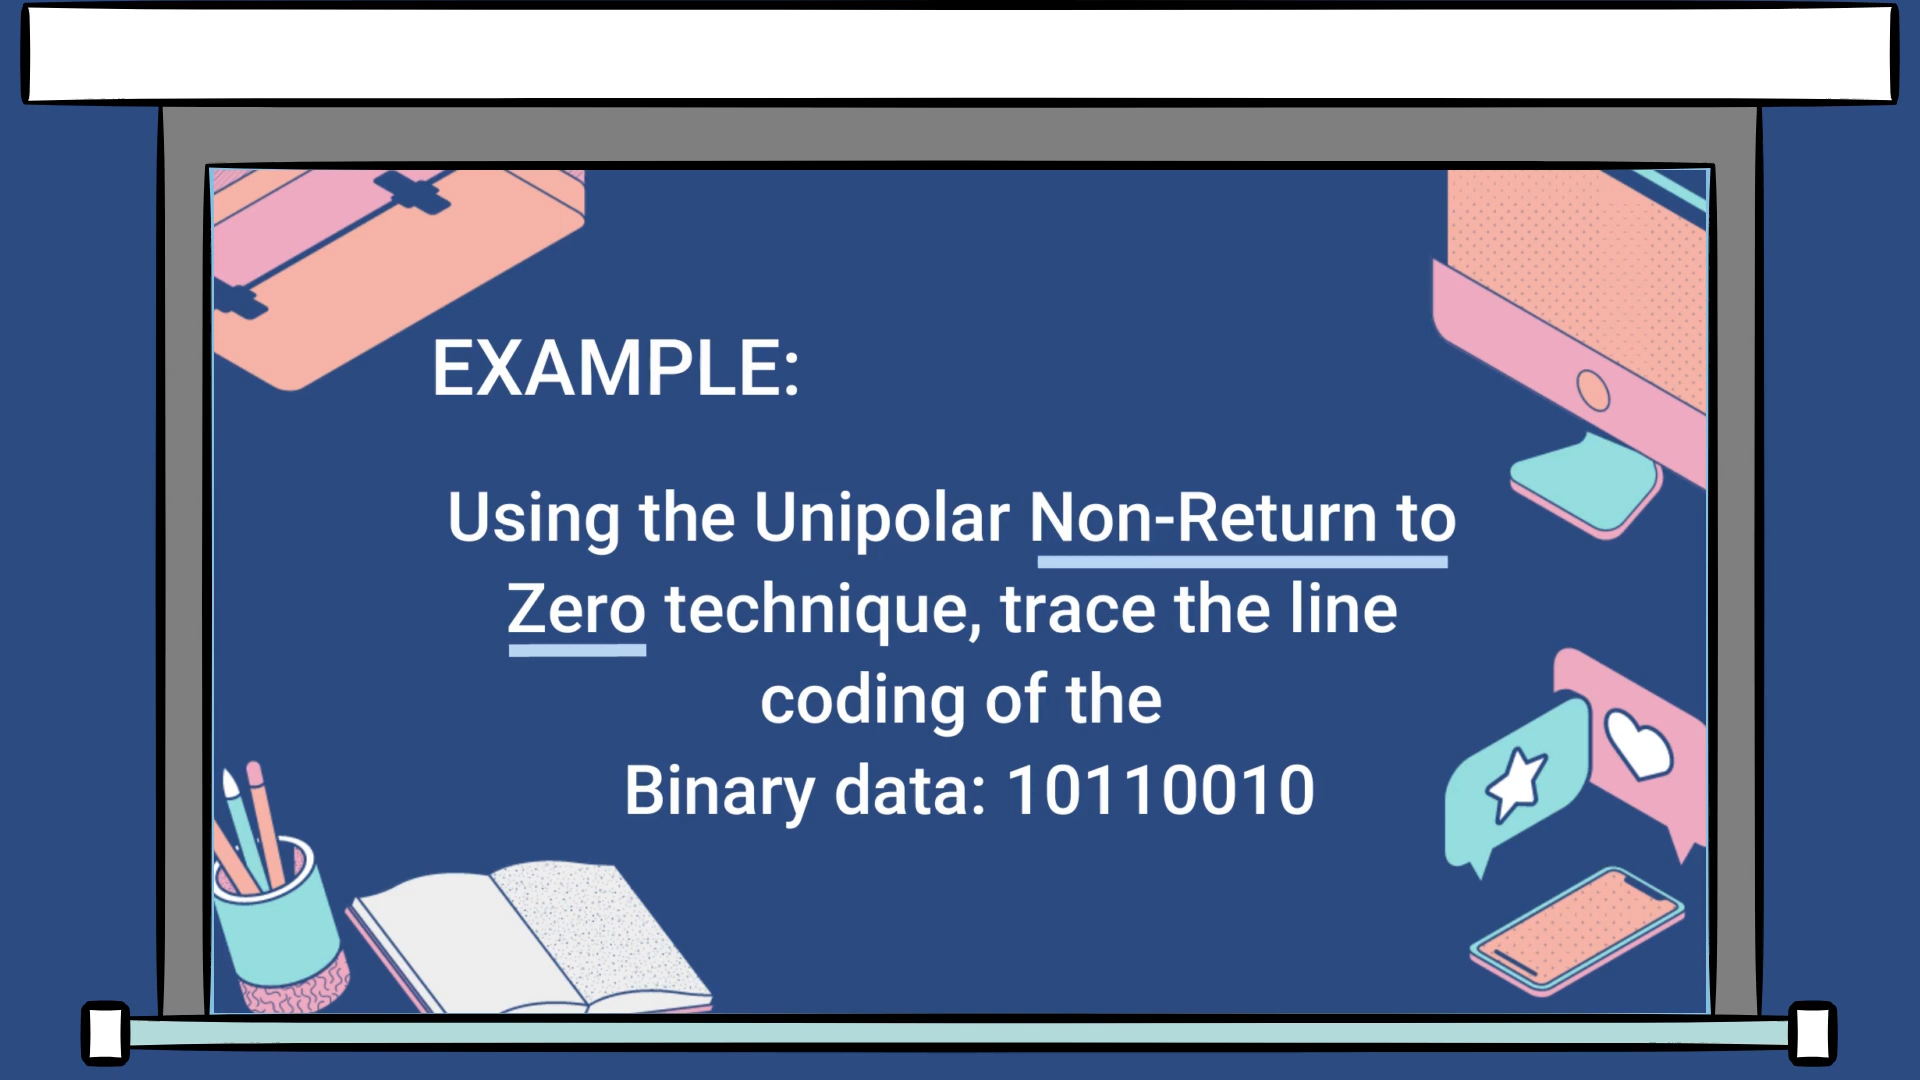 EXAMPLE:
Using the Unipolar Non-Return to
Zero technique, trace the line
coding of the
Binary data: 10110010